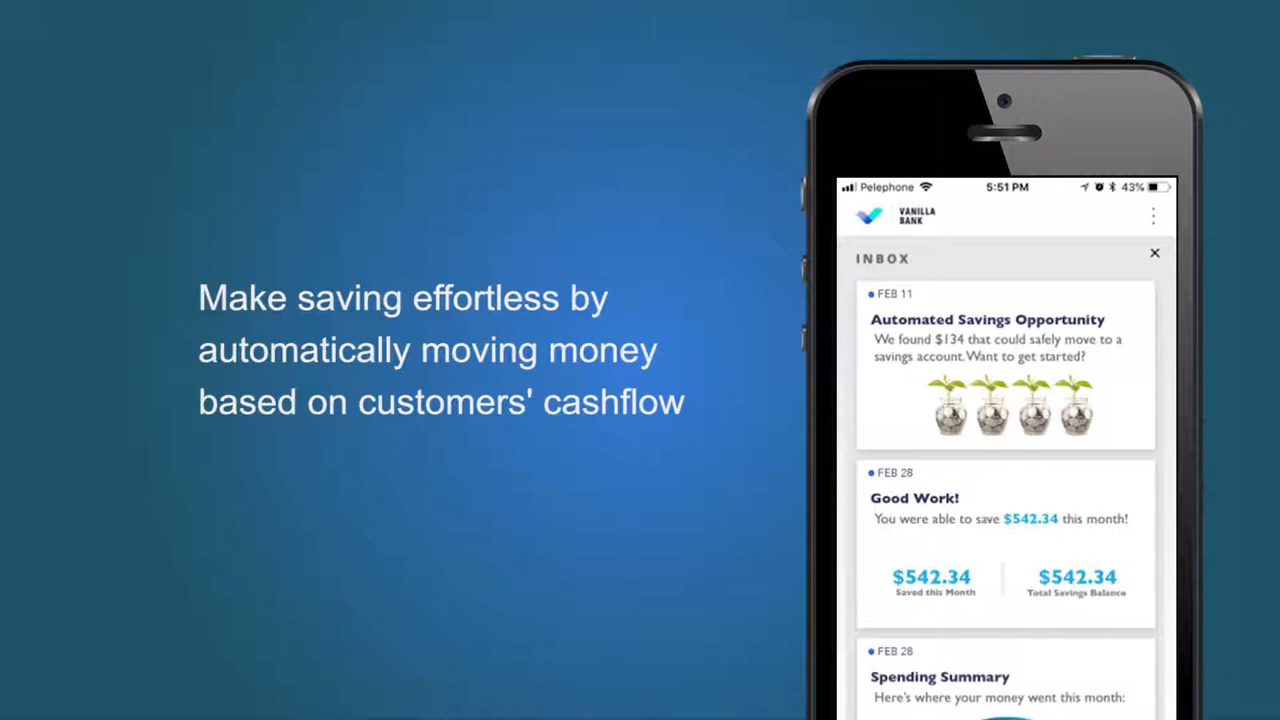 Make saving effortless by
automatically moving money
based on customers' cashflow
Pelephone 5:51 PM 43%
VANILLA
BANK
INBOX
FEB 11
Automated Savings Opportunity
We found $134 that could safely move to a
savings account. Want to get started?
FEB 28
Good Work!
You were able to save $542.34 this month!
$542.34 $542.34
Saved this Month Total Savings Balance
FEB 28
Spending Summary
Here's where your money went this month: